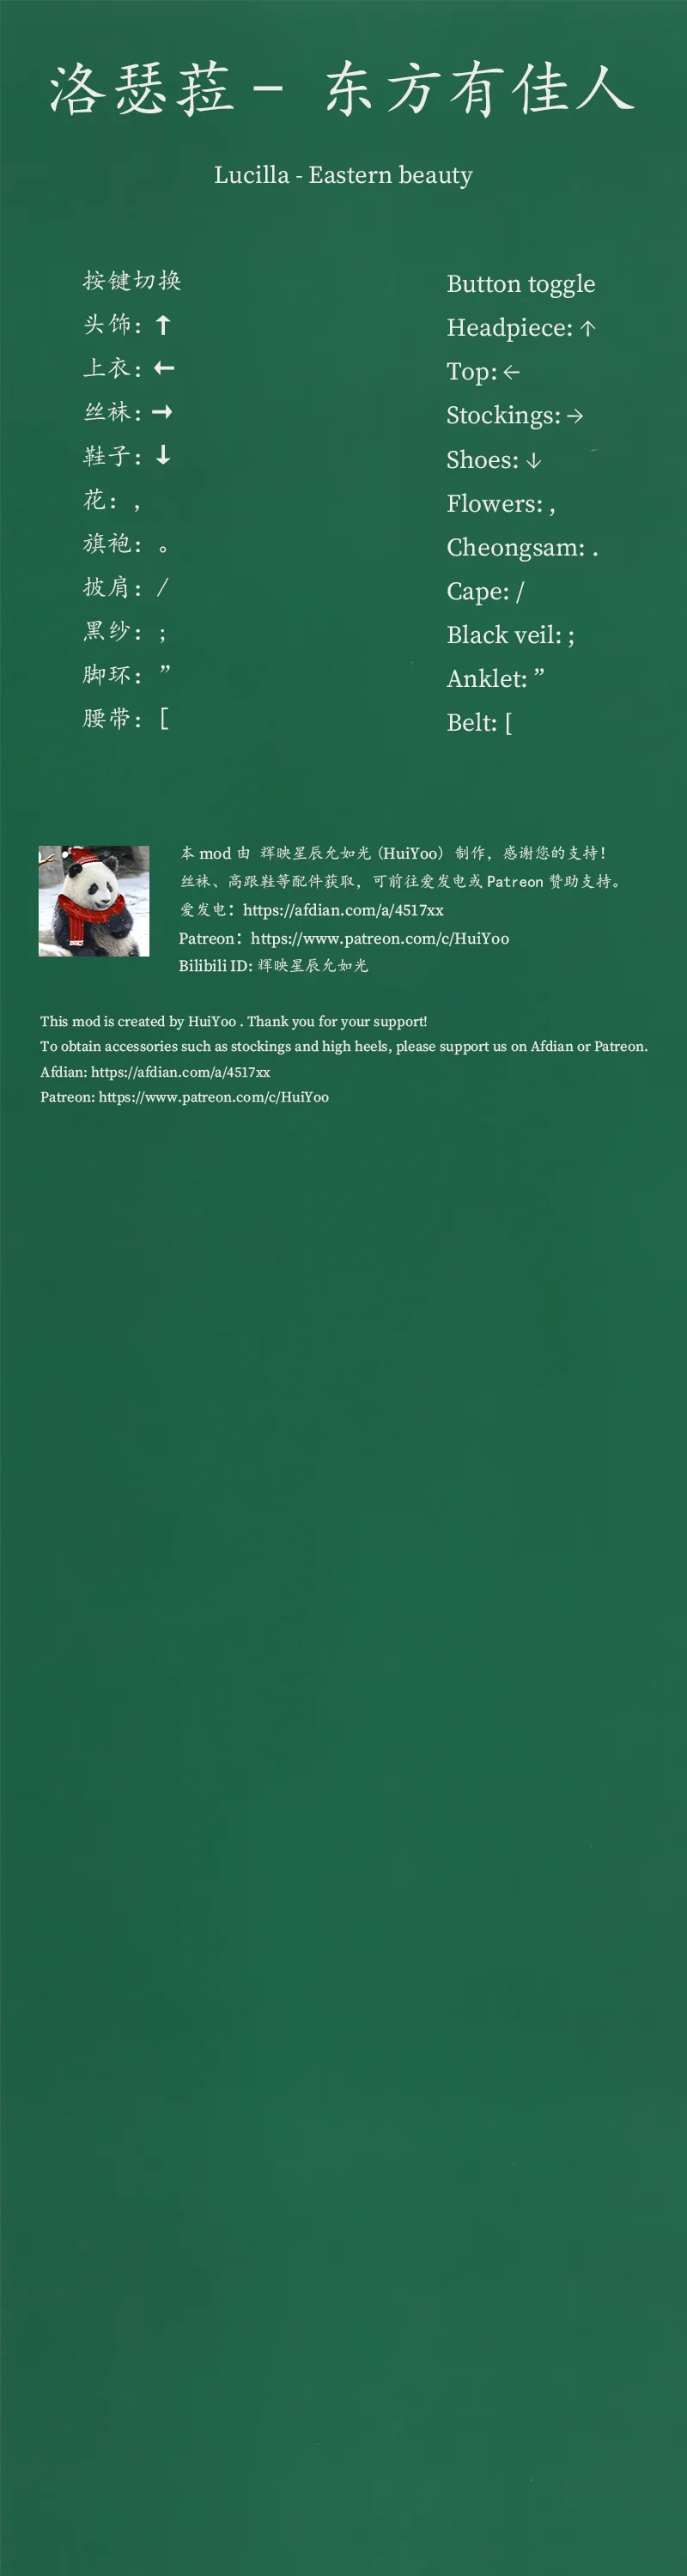 洛瑟菈 - 东方有佳人
Lucilla - Eastern beauty
按键切换
头饰: ↑
上衣: ←
丝袜: →
鞋子: ↓
花: ,
旗袍: 。
披肩: /
黑纱: ;
脚环: ”
腰带: [
Button toggle
Headpiece: ↑
Top: ←
Stockings: →
Shoes: ↓
Flowers: ,
Cheongsam: .
Cape: /
Black veil: ;
Anklet: ”
Belt: [
本 mod 由 辉映星辰允如光 (HuiYoo) 制作，感谢您的支持！
丝袜、高跟鞋等配件获取，可前往爱发电或 Patreon 赞助支持。
爱发电：https://afdian.com/a/4517xx
Patreon：https://www.patreon.com/c/HuiYoo
Bilibili ID: 辉映星辰允如光
This mod is created by HuiYoo . Thank you for your support!
To obtain accessories such as stockings and high heels, please support us on Afdian or Patreon.
Afdian: https://afdian.com/a/4517xx
Patreon: https://www.patreon.com/c/HuiYoo